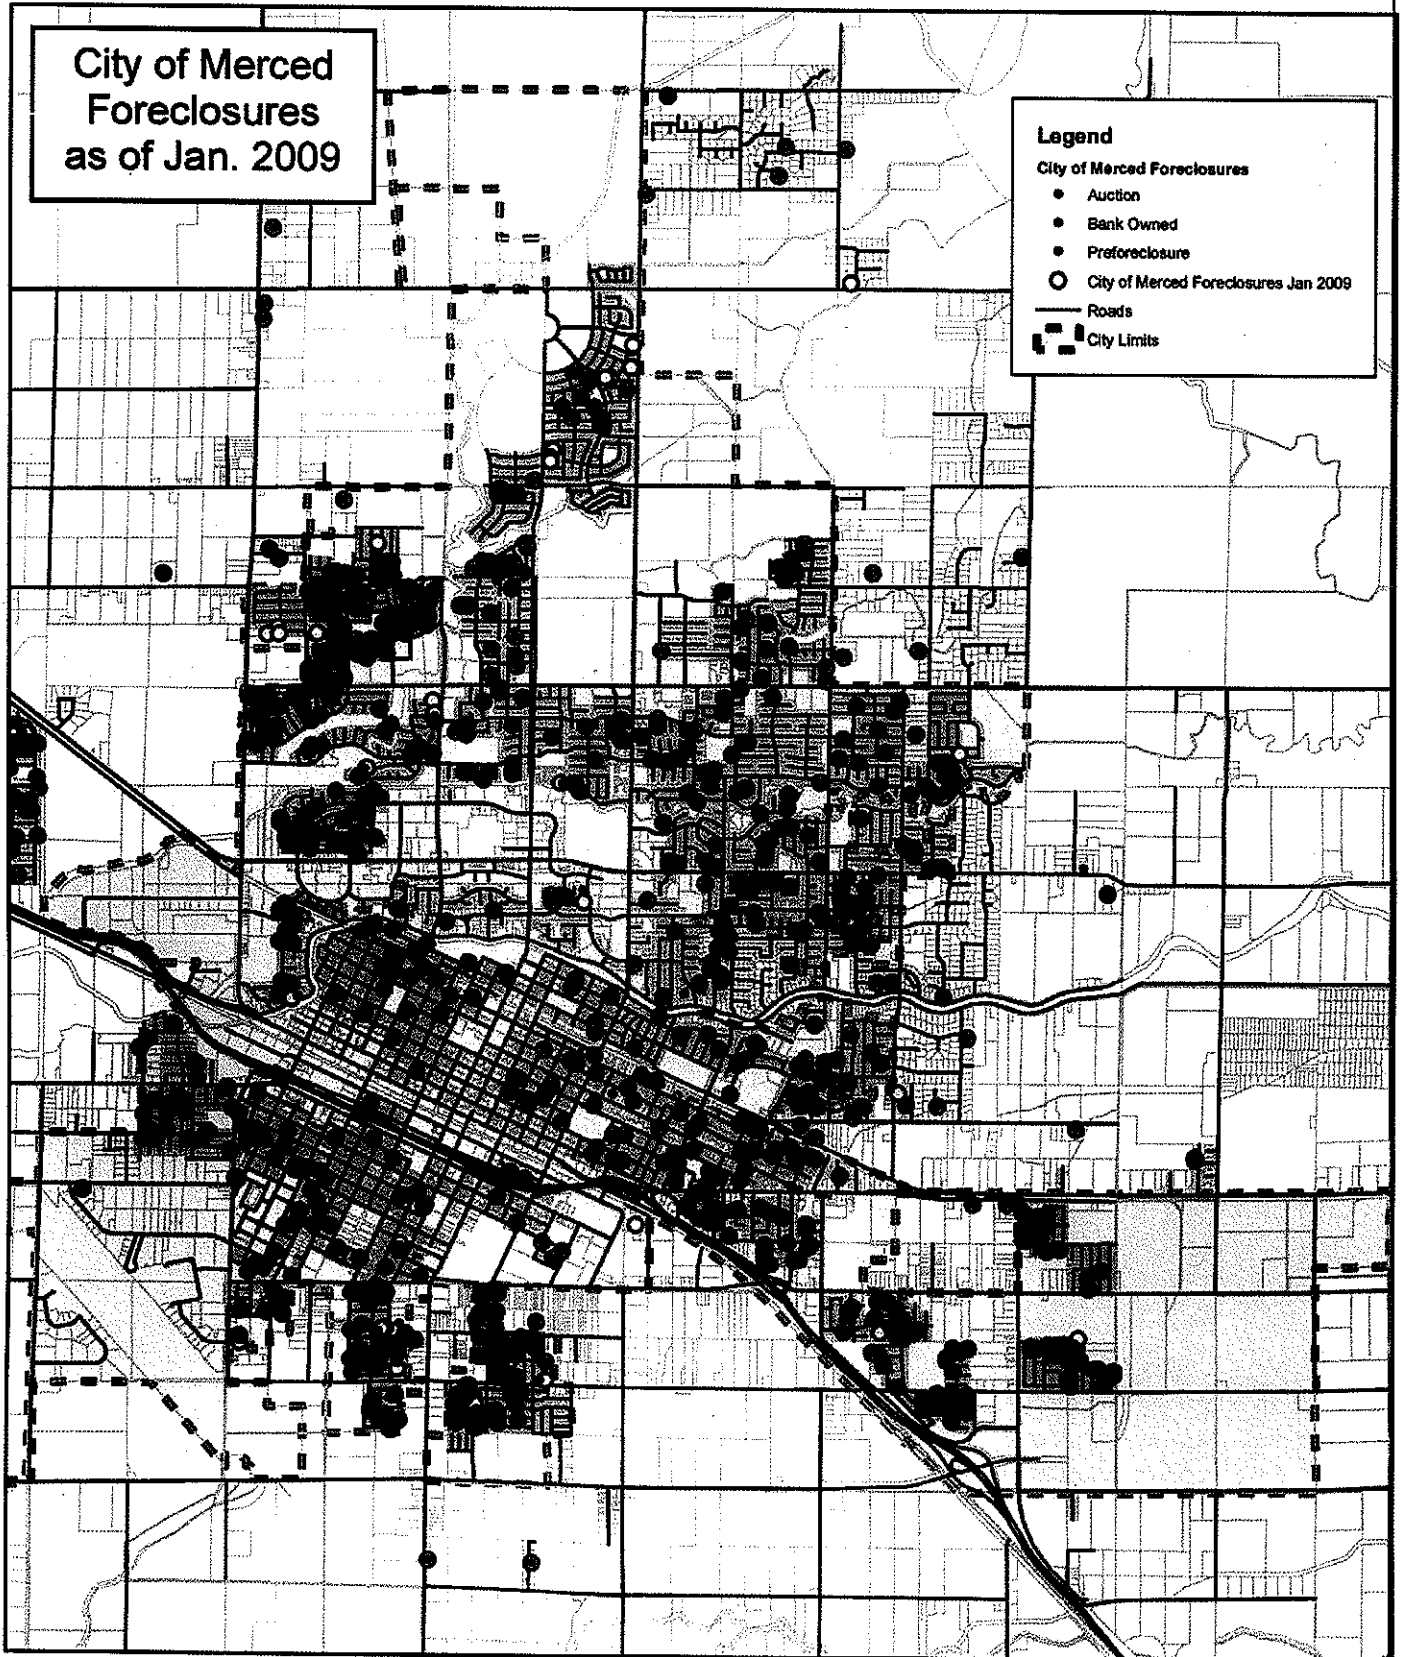 City of Merced
Foreclosures
as of Jan. 2009
Legend
City of Merced Foreclosures
Auction
Bank Owned
Preforeclosure
City of Merced Foreclosures Jan 2009
Roads
City Limits